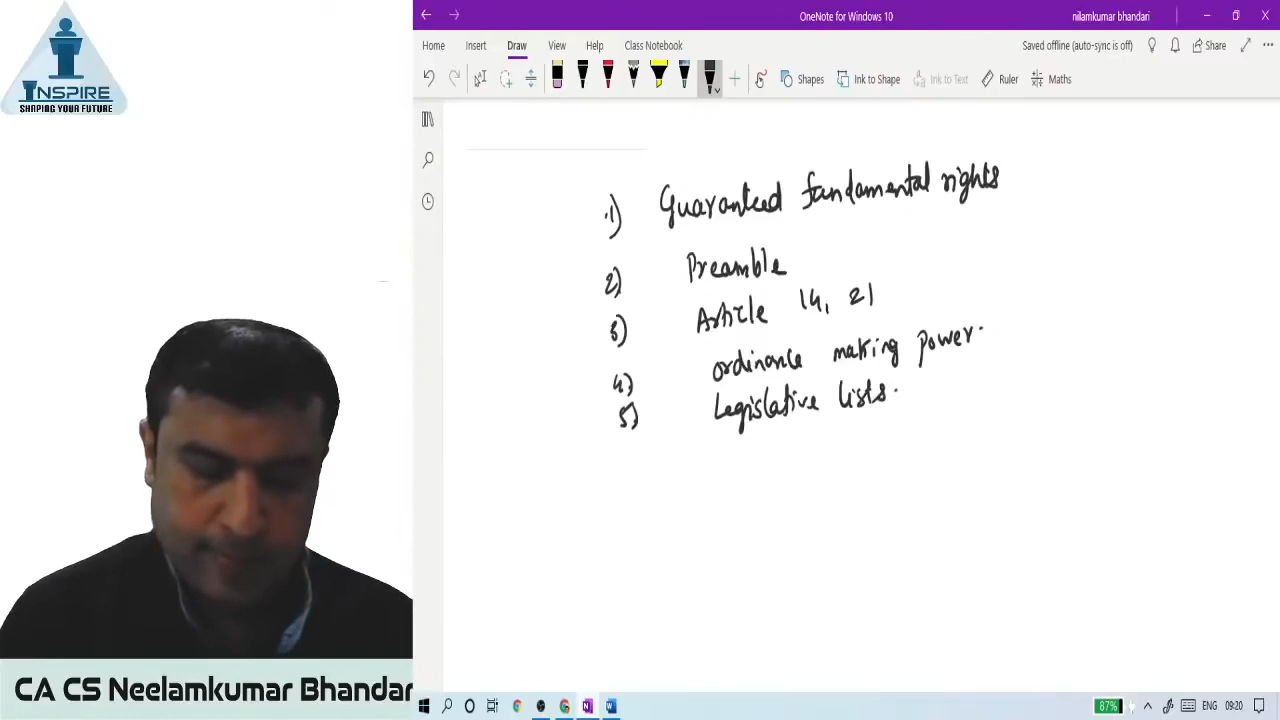 INSPIRE
SHAPING YOUR FUTURE
OneNote for Windows 10
nilamkumar bhandari
Home Insert Draw View Help Class Notebook
Saved offline (auto-sync is off) Share
Shapes Ink to Shape Ink to Text Ruler Maths
1) Guaranteed fundamental rights
2) Preamble
3) Article 14, 21
4) ordinance making power.
5) Legislative lists.
CA CS Neelamkumar Bhandar
87% ENG 09:20